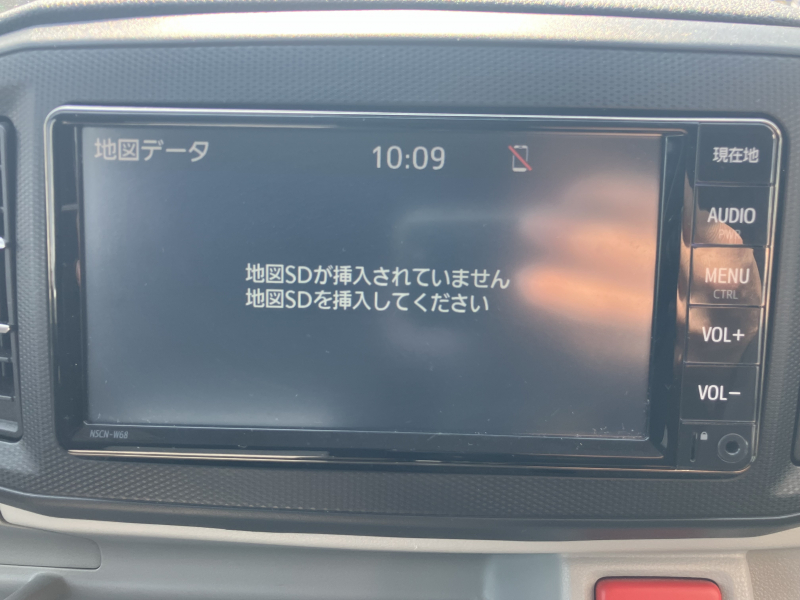 地図データ
10:09
現在地
AUDIO
PWR
MENU
CTRL
VOL+
VOL−
地図SDが挿入されていません
地図SDを挿入してください
NSCN-W68